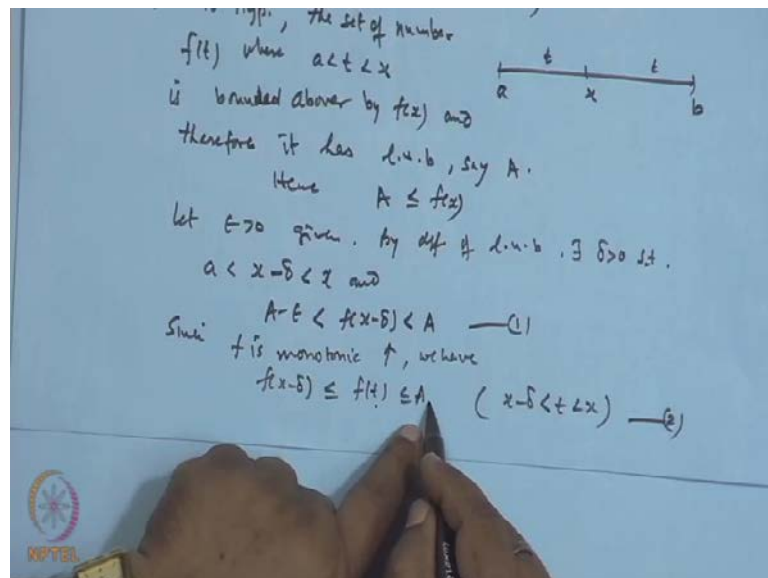 hyp., the set of number
f(t) where a<t<x
t t
a x b
is bounded above by f(x) and
therefore it has l.u.b, say A.
Hence A ≤ f(x)
let ϵ>0 given. by def of l.u.b. ∃ δ>0 s.t.
a < x-δ < x and
A-ϵ < f(x-δ) < A —(1)
Since f is monotonic ↑, we have
f(x-δ) ≤ f(t) ≤ A (x-δ<t<x) —(2)
NPTEL